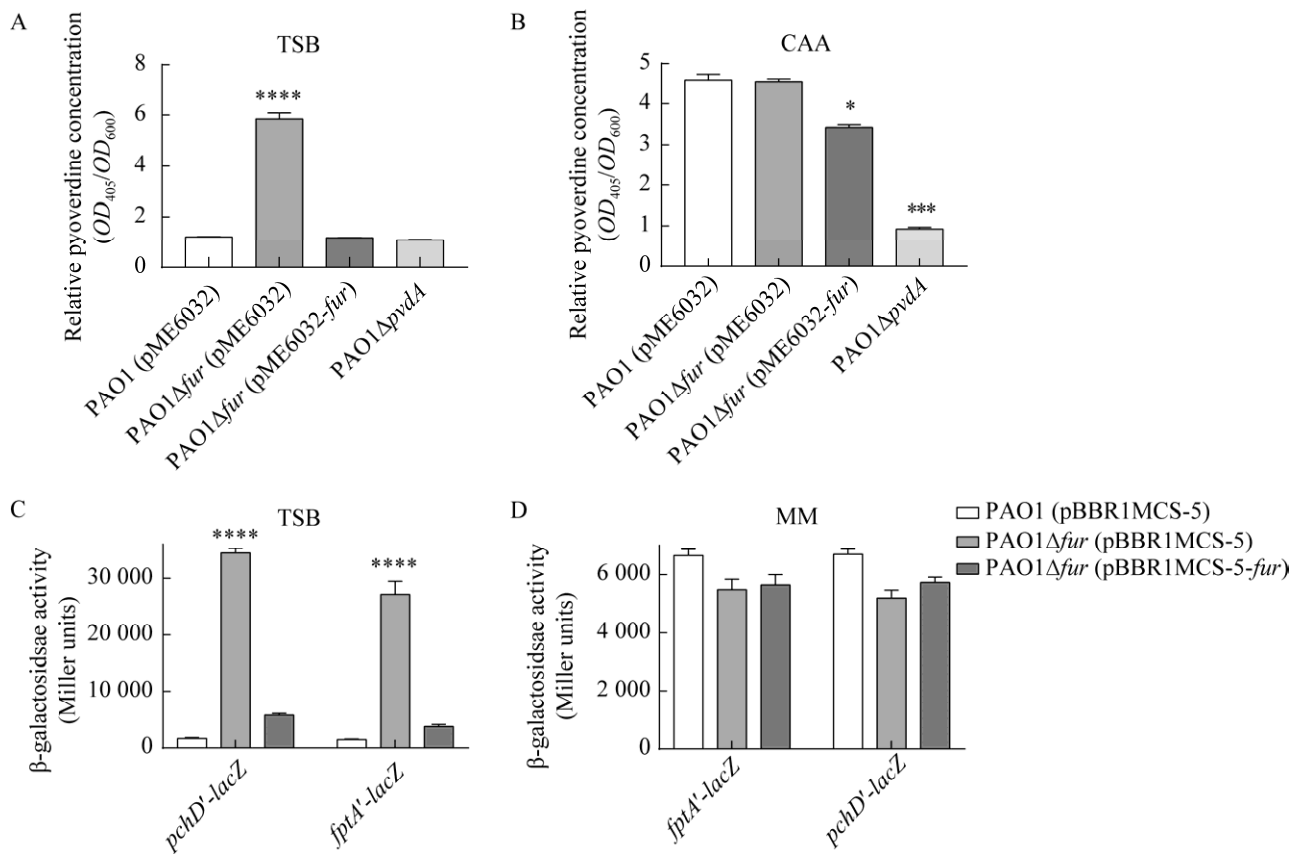 A
TSB
Relative pyoverdine concentration
(OD405/OD600)
8
6
4
2
0
****
PAO1 (pME6032)
PAO1Δfur (pME6032)
PAO1Δfur (pME6032-fur)
PAO1ΔpvdA
B
CAA
Relative pyoverdine concentration
(OD405/OD600)
5
4
3
2
1
0
*
***
PAO1 (pME6032)
PAO1Δfur (pME6032)
PAO1Δfur (pME6032-fur)
PAO1ΔpvdA
C
TSB
β-galactosidsae activity
(Miller units)
30 000
20 000
10 000
0
****
****
pchD'-lacZ
fptA'-lacZ
D
MM
β-galactosidsae activity
(Miller units)
6 000
4 000
2 000
0
fptA'-lacZ
pchD'-lacZ
PAO1 (pBBR1MCS-5)
PAO1Δfur (pBBR1MCS-5)
PAO1Δfur (pBBR1MCS-5-fur)